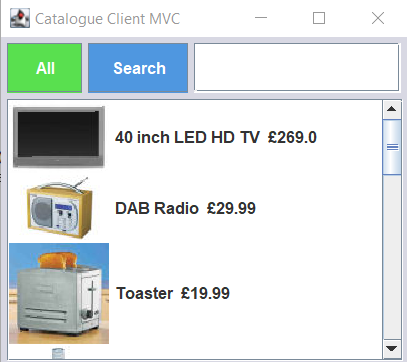 Catalogue Client MVC
All
Search
40 inch LED HD TV £269.0
DAB Radio £29.99
Toaster £19.99